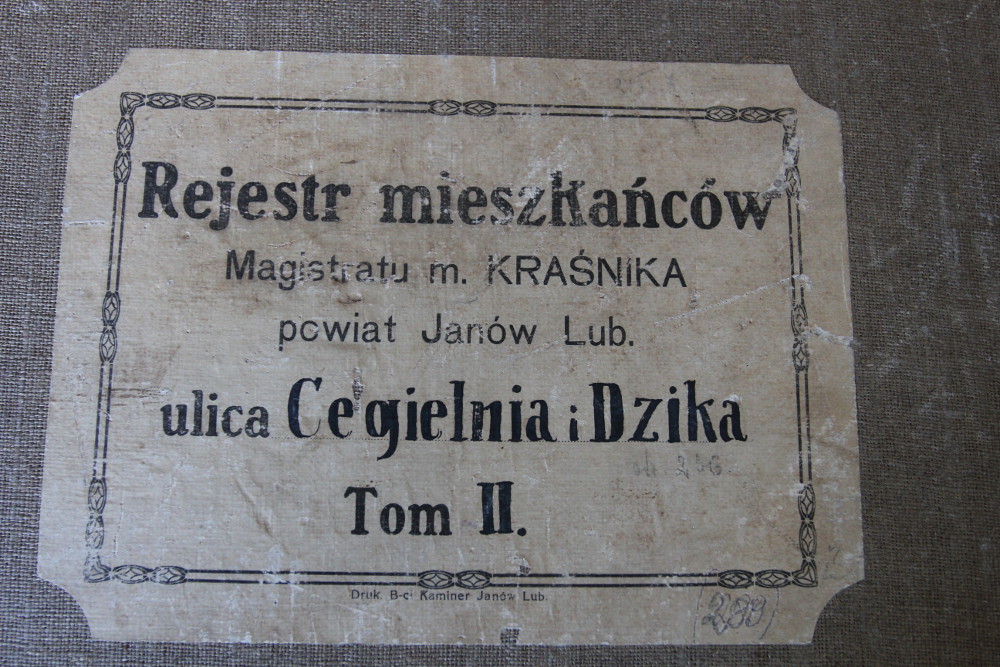 Rejestr mieszkańców
Magistratu m. KRAŚNIKA
powiat Janów Lub.
ulica Cegielnia i Dzika
Tom II.
Druk. B-ci Kaminer Janów Lub.